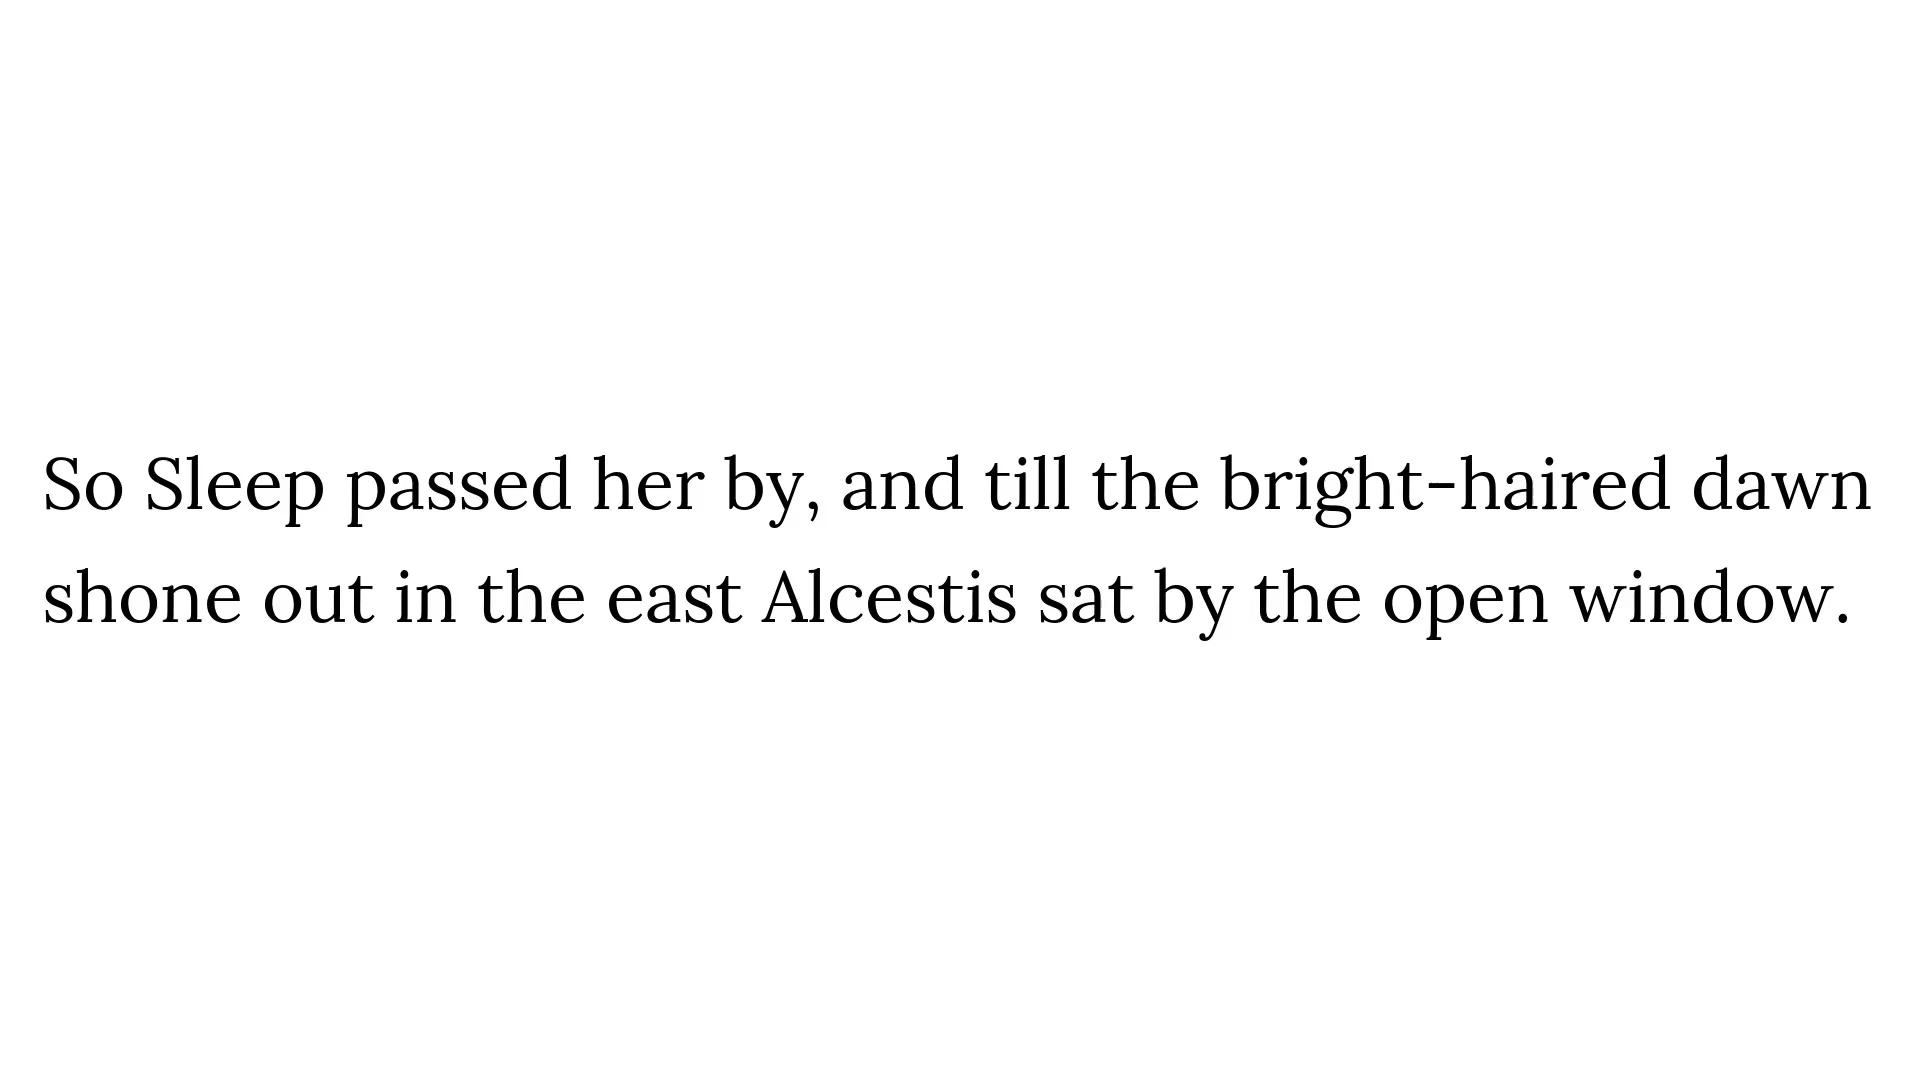 So Sleep passed her by, and till the bright-haired dawn
shone out in the east Alcestis sat by the open window.